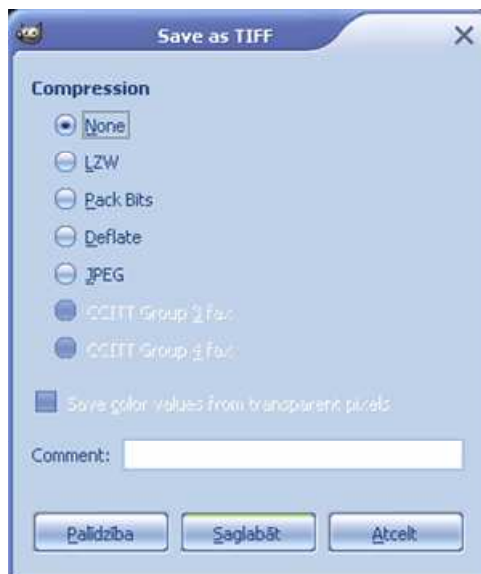 Save as TIFF
Compression
None
LZW
Pack Bits
Deflate
JPEG
CCITT Group 3 fax
CCITT Group 4 fax
Save color values from transparent pixels
Comment:
Palīdzība Saglabāt Atcelt